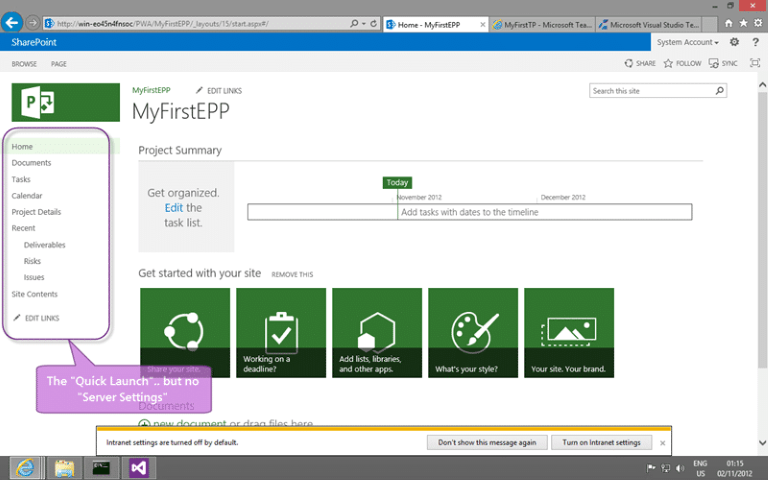 http://win-eo45n4fnsoc/PWA/MyFirstEPP/_layouts/15/start.aspx#/
Home - MyFirstEPP
MyFirstTP - Microsoft Tea...
Microsoft Visual Studio Te...
SharePoint
System Account
BROWSE
PAGE
SHARE
FOLLOW
SYNC
MyFirstEPP
EDIT LINKS
MyFirstEPP
Search this site
Home
Documents
Tasks
Calendar
Project Details
Recent
Deliverables
Risks
Issues
Site Contents
EDIT LINKS
The "Quick Launch".. but no
"Server Settings"
Project Summary
Get organized.
Edit the
task list.
Today
November 2012
December 2012
Add tasks with dates to the timeline
Get started with your site
REMOVE THIS
Share your site.
Working on a
deadline?
Add lists, libraries,
and other apps.
What's your style?
Your site. Your brand.
Documents
new document or drag files here
Intranet settings are turned off by default.
Don't show this message again
Turn on Intranet settings
ENG
US
01:15
02/11/2012